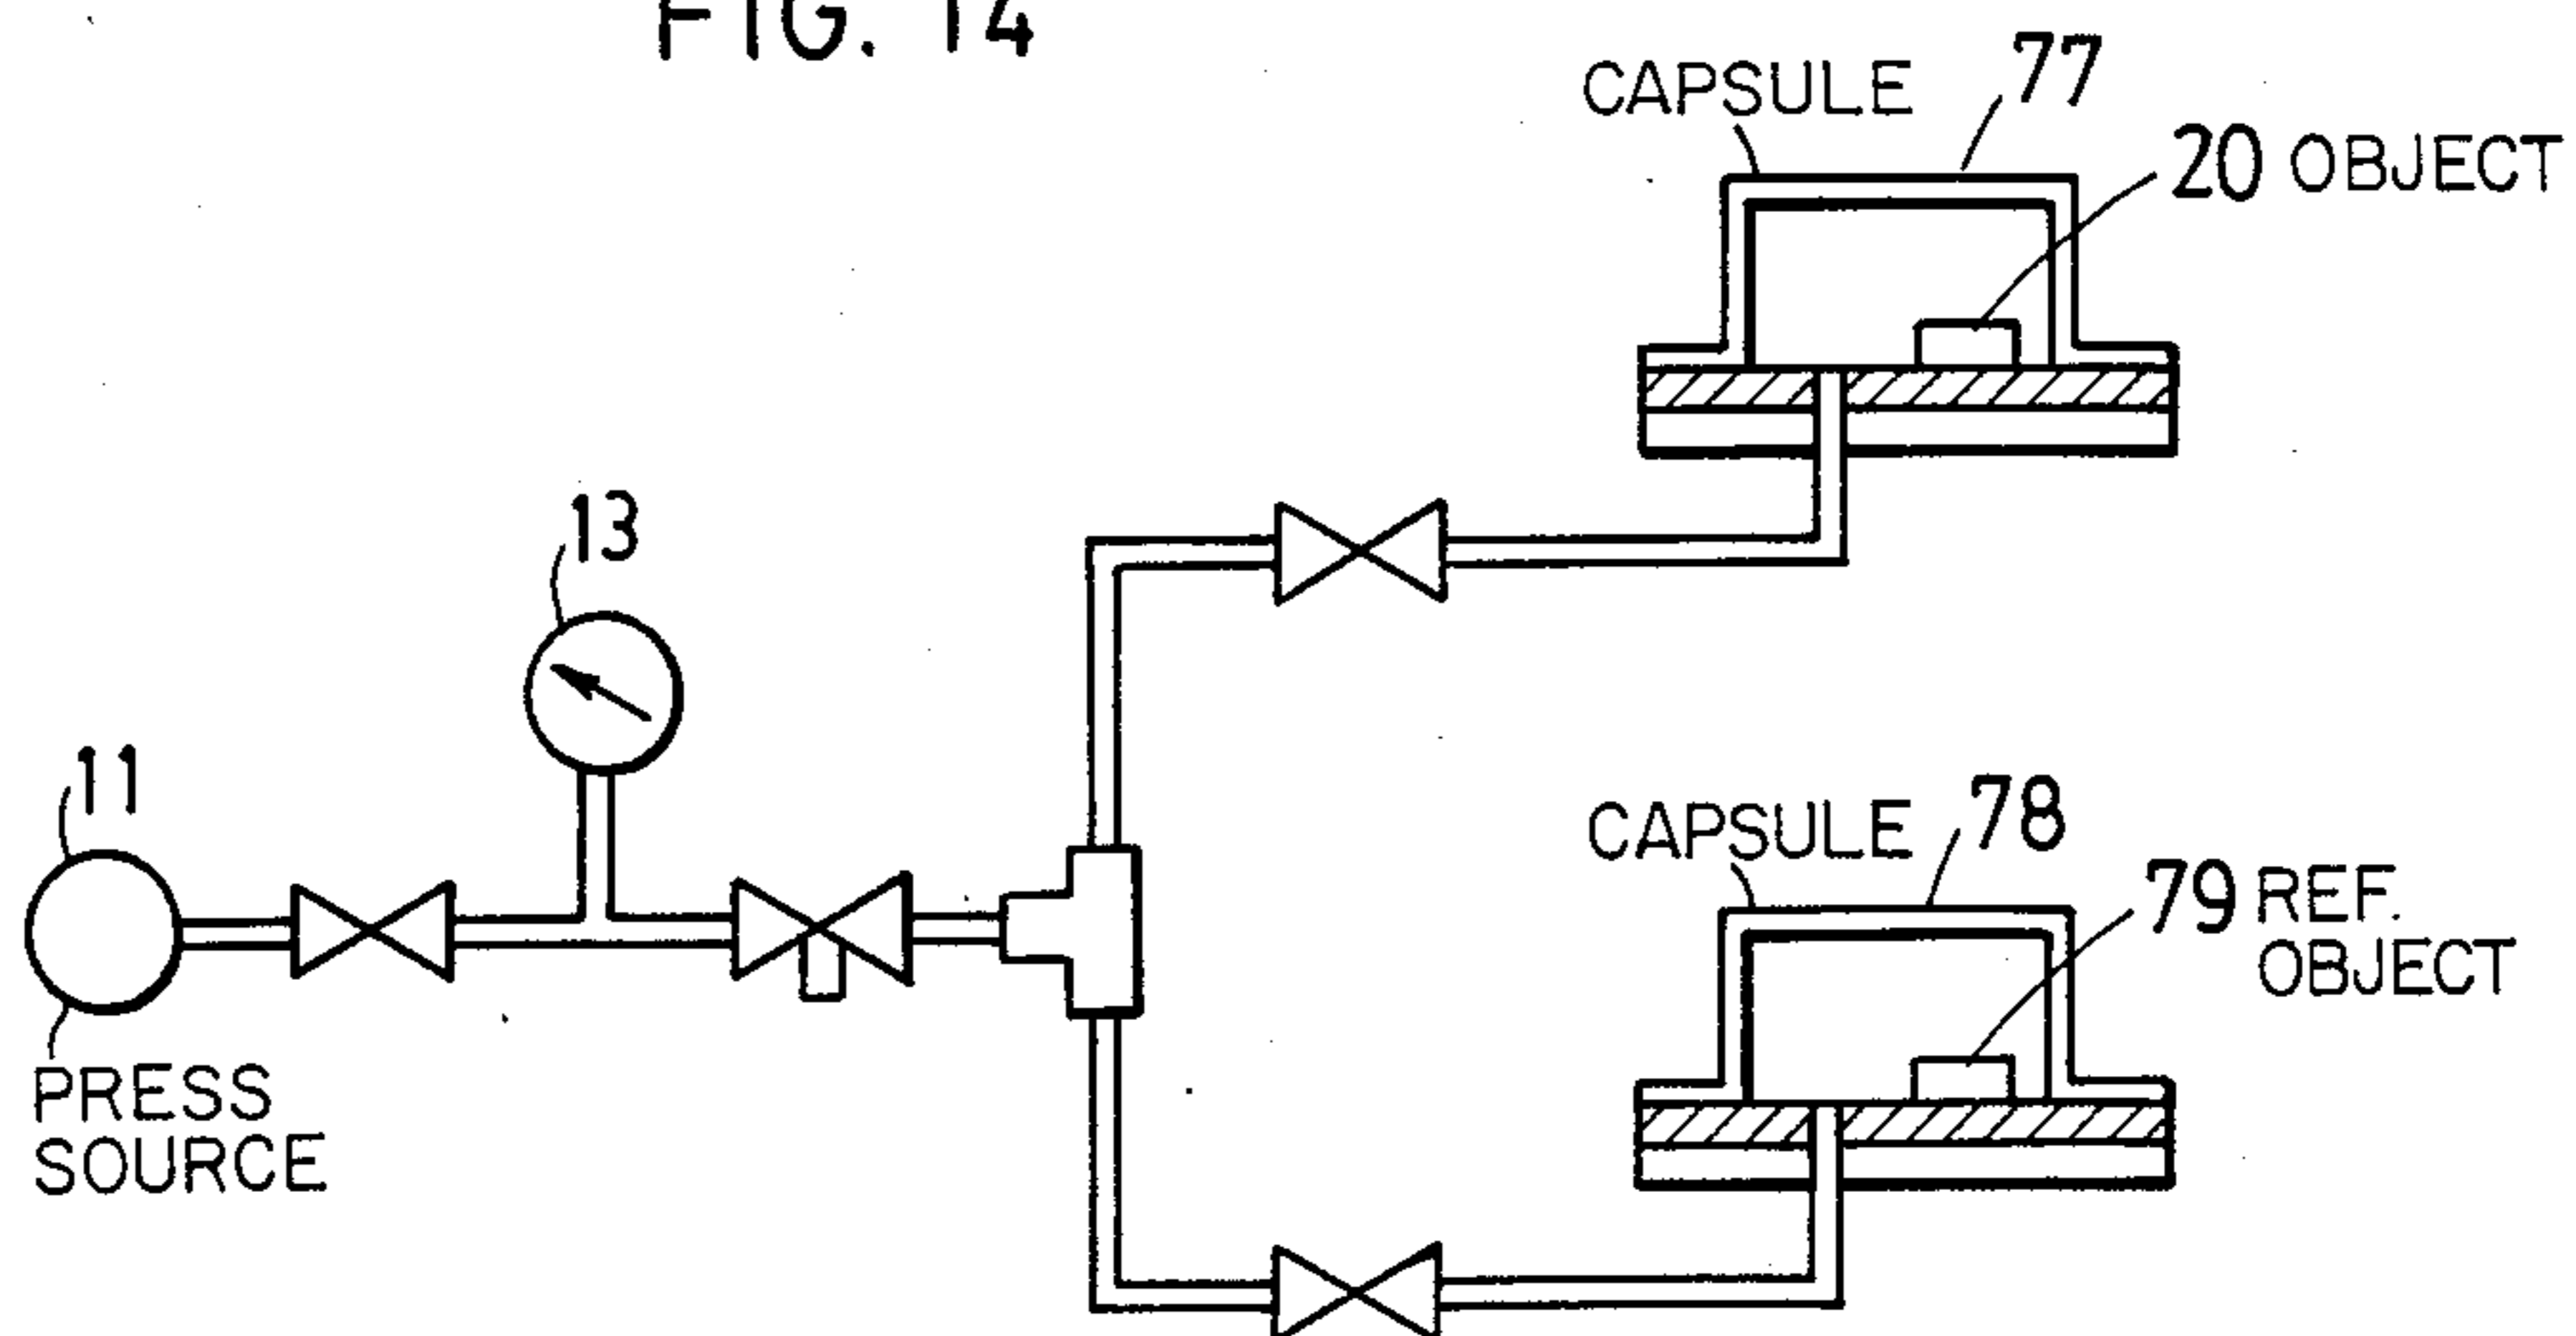 FIG. 14
CAPSULE 77
20 OBJECT
13
11
PRESS
SOURCE
CAPSULE 78
79 REF.
OBJECT